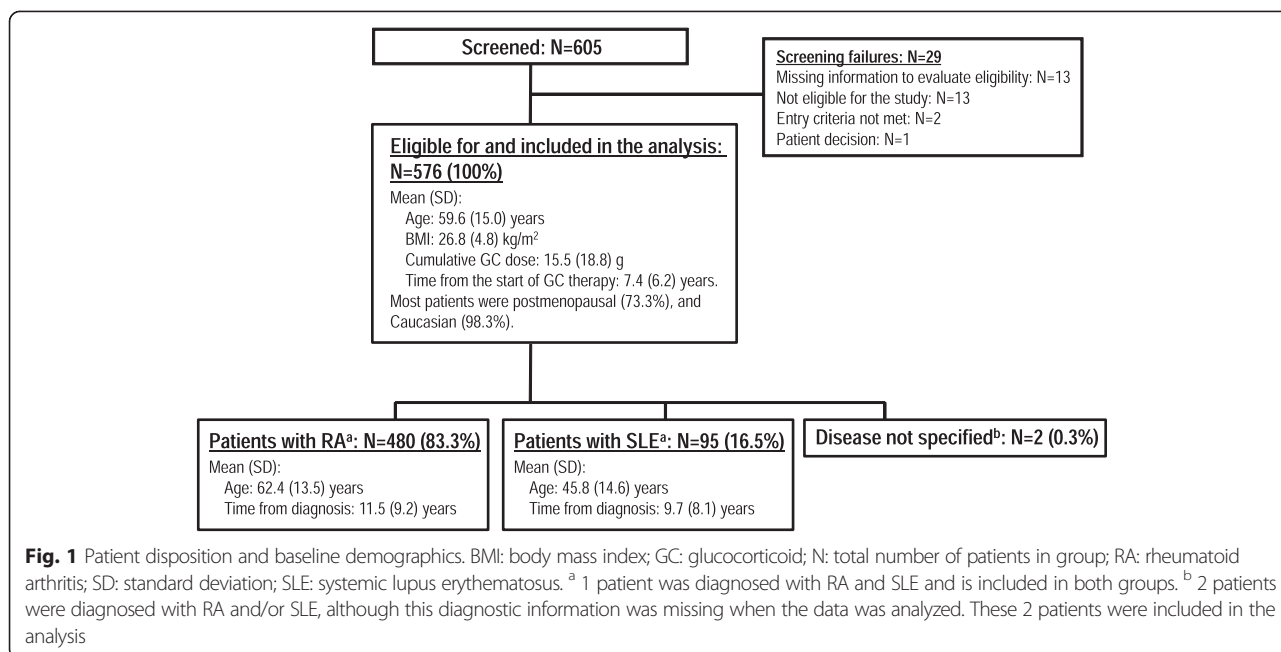 Screened: N=605
Screening failures: N=29
Missing information to evaluate eligibility: N=13
Not eligible for the study: N=13
Entry criteria not met: N=2
Patient decision: N=1
Eligible for and included in the analysis:
N=576 (100%)
Mean (SD):
Age: 59.6 (15.0) years
BMI: 26.8 (4.8) kg/m²
Cumulative GC dose: 15.5 (18.8) g
Time from the start of GC therapy: 7.4 (6.2) years.
Most patients were postmenopausal (73.3%), and
Caucasian (98.3%).
Patients with RAᵃ: N=480 (83.3%)
Mean (SD):
Age: 62.4 (13.5) years
Time from diagnosis: 11.5 (9.2) years
Patients with SLEᵃ: N=95 (16.5%)
Mean (SD):
Age: 45.8 (14.6) years
Time from diagnosis: 9.7 (8.1) years
Disease not specifiedᵇ: N=2 (0.3%)
Fig. 1 Patient disposition and baseline demographics. BMI: body mass index; GC: glucocorticoid; N: total number of patients in group; RA: rheumatoid
arthritis; SD: standard deviation; SLE: systemic lupus erythematosus. ᵃ 1 patient was diagnosed with RA and SLE and is included in both groups. ᵇ 2 patients
were diagnosed with RA and/or SLE, although this diagnostic information was missing when the data was analyzed. These 2 patients were included in the
analysis